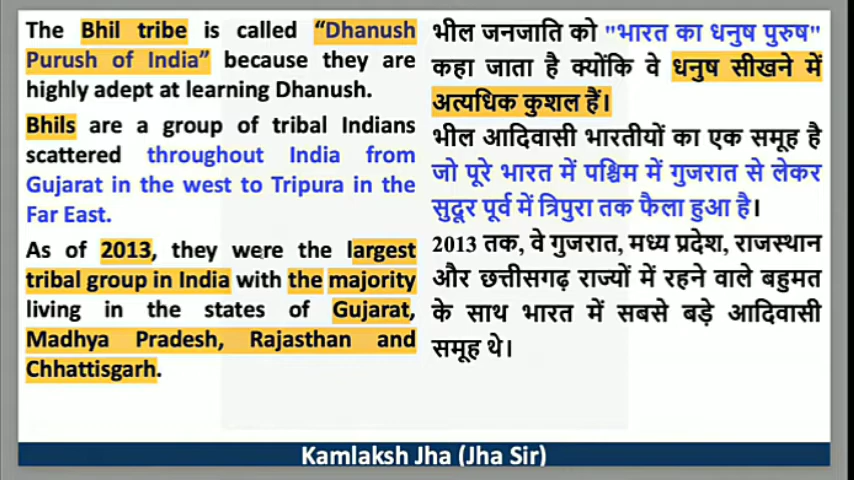 The Bhil tribe is called “Dhanush
Purush of India” because they are
highly adept at learning Dhanush.
Bhils are a group of tribal Indians
scattered throughout India from
Gujarat in the west to Tripura in the
Far East.
As of 2013, they were the largest
tribal group in India with the majority
living in the states of Gujarat,
Madhya Pradesh, Rajasthan and
Chhattisgarh.
भील जनजाति को "भारत का धनुष पुरुष"
कहा जाता है क्योंकि वे धनुष सीखने में
अत्यधिक कुशल हैं।
भील आदिवासी भारतीयों का एक समूह है
जो पूरे भारत में पश्चिम में गुजरात से लेकर
सुदूर पूर्व में त्रिपुरा तक फैला हुआ है।
2013 तक, वे गुजरात, मध्य प्रदेश, राजस्थान
और छत्तीसगढ़ राज्यों में रहने वाले बहुमत
के साथ भारत में सबसे बड़े आदिवासी
समूह थे।
Kamlaksh Jha (Jha Sir)